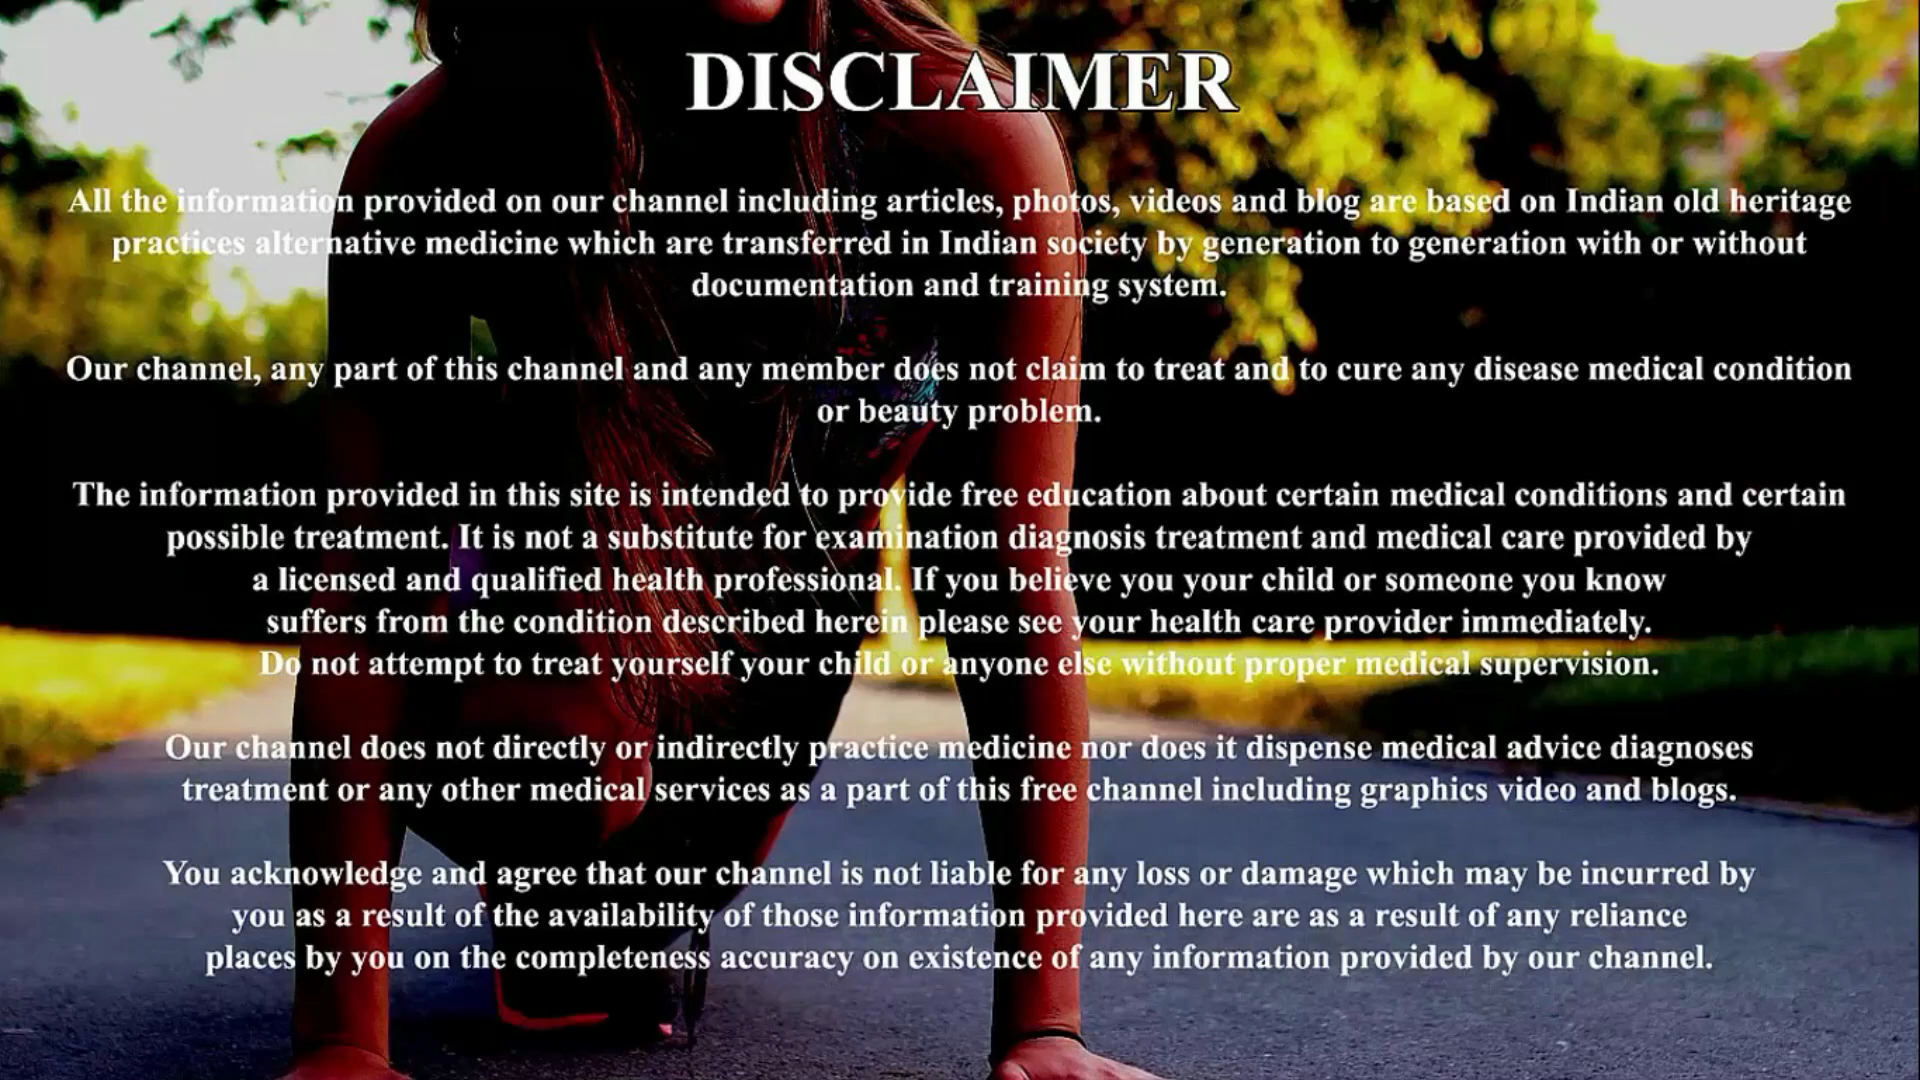 DISCLAIMER
All the information provided on our channel including articles, photos, videos and blog are based on Indian old heritage
practices alternative medicine which are transferred in Indian society by generation to generation with or without
documentation and training system.
Our channel, any part of this channel and any member does not claim to treat and to cure any disease medical condition
or beauty problem.
The information provided in this site is intended to provide free education about certain medical conditions and certain
possible treatment. It is not a substitute for examination diagnosis treatment and medical care provided by
a licensed and qualified health professional. If you believe you your child or someone you know
suffers from the condition described herein please see your health care provider immediately.
Do not attempt to treat yourself your child or anyone else without proper medical supervision.
Our channel does not directly or indirectly practice medicine nor does it dispense medical advice diagnoses
treatment or any other medical services as a part of this free channel including graphics video and blogs.
You acknowledge and agree that our channel is not liable for any loss or damage which may be incurred by
you as a result of the availability of those information provided here are as a result of any reliance
places by you on the completeness accuracy on existence of any information provided by our channel.